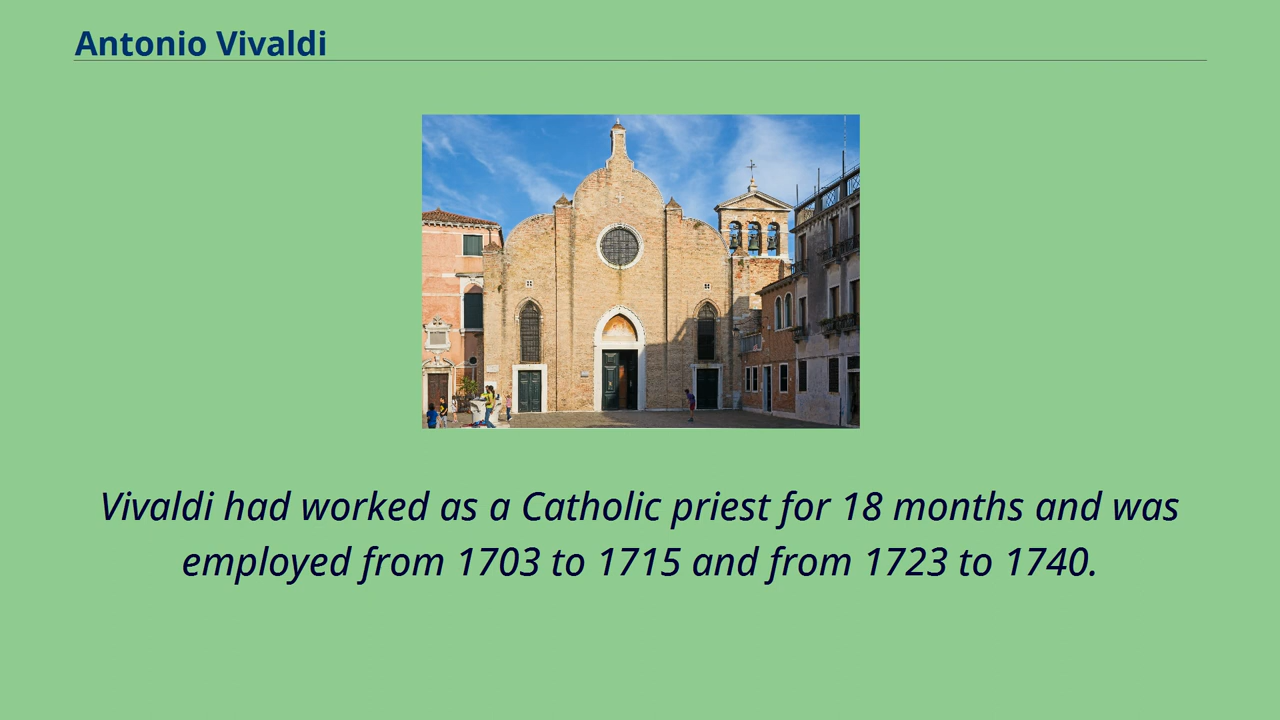 Antonio Vivaldi
Vivaldi had worked as a Catholic priest for 18 months and was
employed from 1703 to 1715 and from 1723 to 1740.